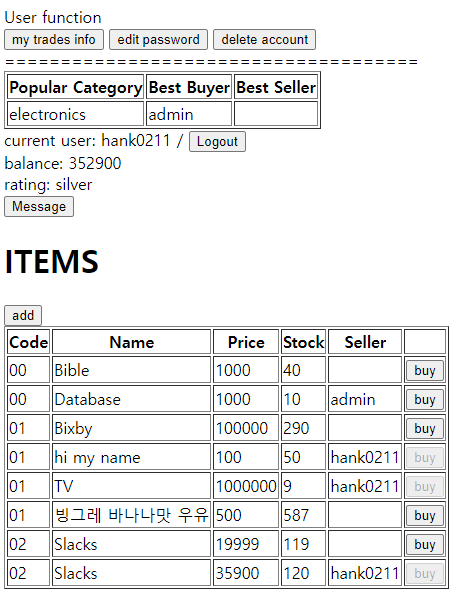 User function
my trades info edit password delete account
=====================================
Popular Category Best Buyer Best Seller
electronics admin
current user: hank0211 / Logout
balance: 352900
rating: silver
Message
ITEMS
add
Code Name Price Stock Seller
00 Bible 1000 40 buy
00 Database 1000 10 admin buy
01 Bixby 100000 290 buy
01 hi my name 100 50 hank0211 buy
01 TV 1000000 9 hank0211 buy
01 빙그레 바나나맛 우유 500 587 buy
02 Slacks 19999 119 buy
02 Slacks 35900 120 hank0211 buy